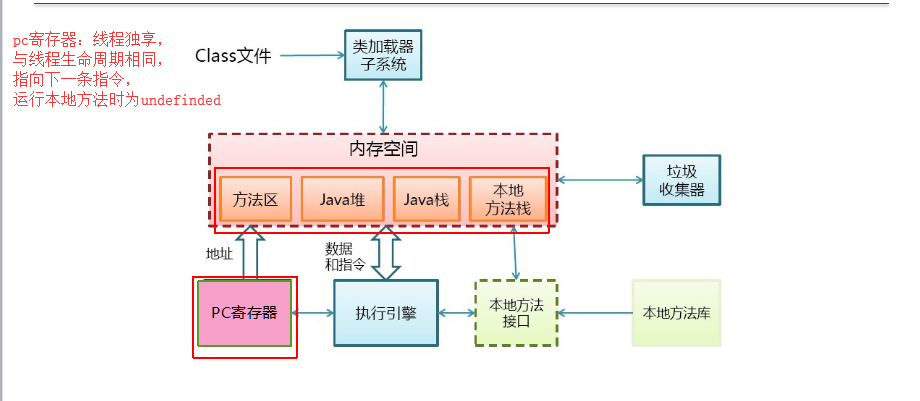 pc寄存器：线程独享，
与线程生命周期相同，
指向下一条指令，
运行本地方法时为undefinded
Class文件
类加载器
子系统
内存空间
方法区
Java堆
Java栈
本地
方法栈
垃圾
收集器
地址
数据
和指令
PC寄存器
执行引擎
本地方法
接口
本地方法库